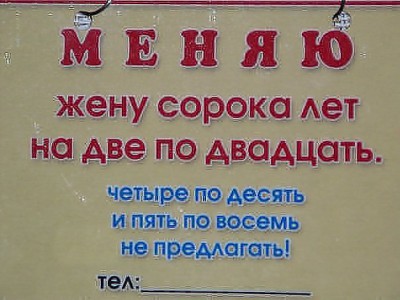 МЕНЯЮ
жену сорока лет
на две по двадцать.
четыре по десять
и пять по восемь
не предлагать!
тел: